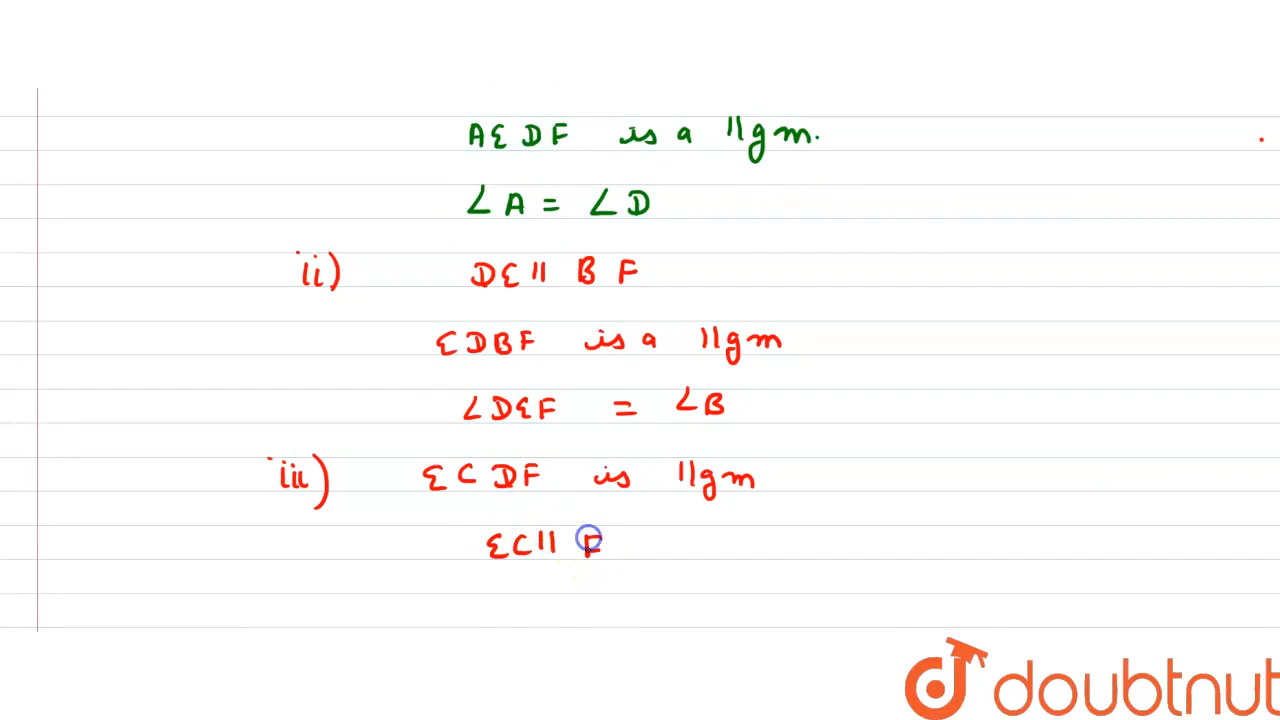 AEDF is a ||gm.
∠A = ∠D
ii) DE || BF
EDBF is a ||gm
∠DEF = ∠B
iii) ECDF is ||gm
EC || F
doubtnut